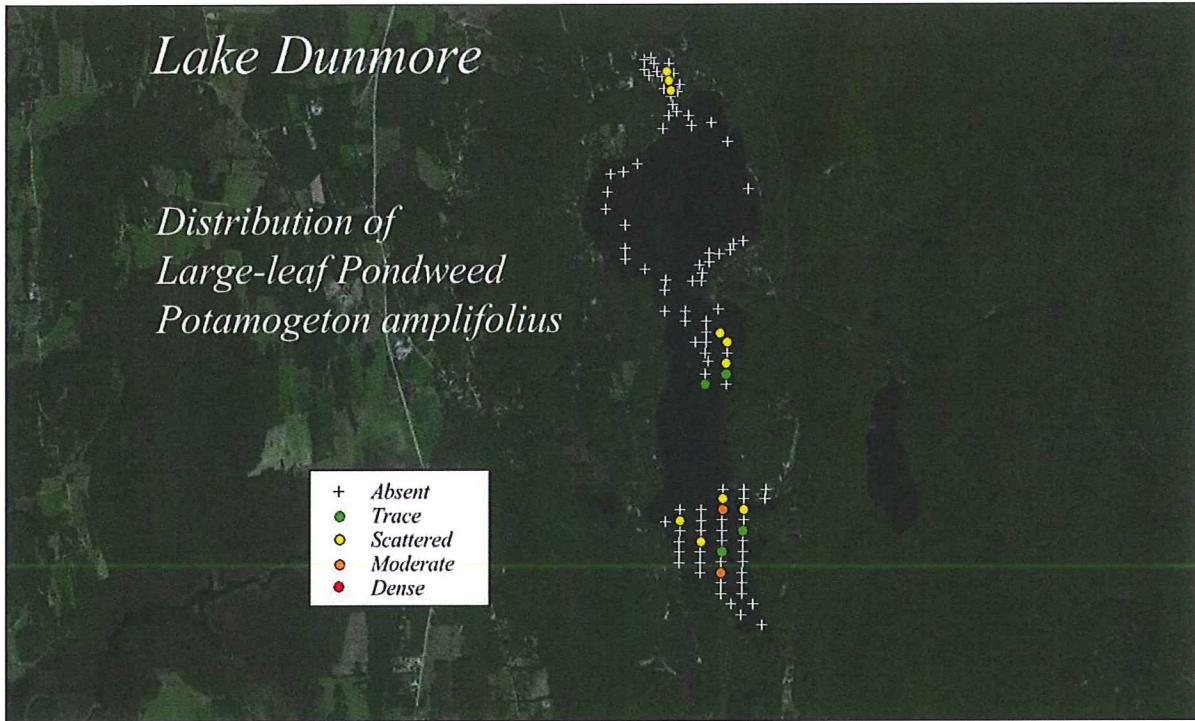 Lake Dunmore
Distribution of
Large-leaf Pondweed
Potamogeton amplifolius
Absent
Trace
Scattered
Moderate
Dense